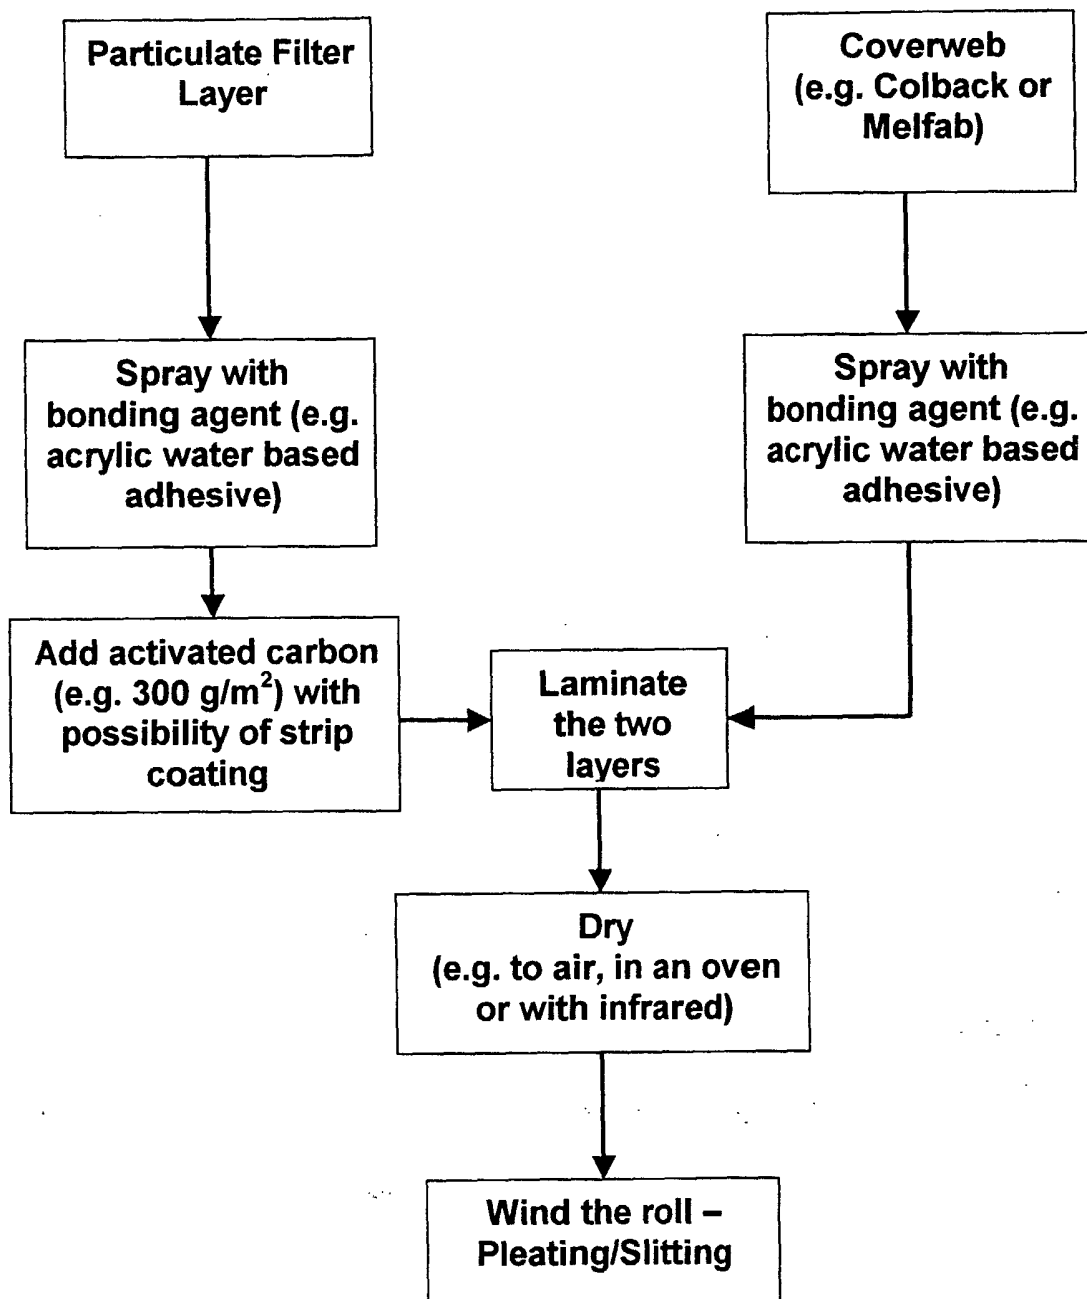 Particulate Filter
Layer
Coverweb
(e.g. Colback or
Melfab)
Spray with
bonding agent (e.g.
acrylic water based
adhesive)
Spray with
bonding agent (e.g.
acrylic water based
adhesive)
Add activated carbon
(e.g. 300 g/m²) with
possibility of strip
coating
Laminate
the two
layers
Dry
(e.g. to air, in an oven
or with infrared)
Wind the roll –
Pleating/Slitting